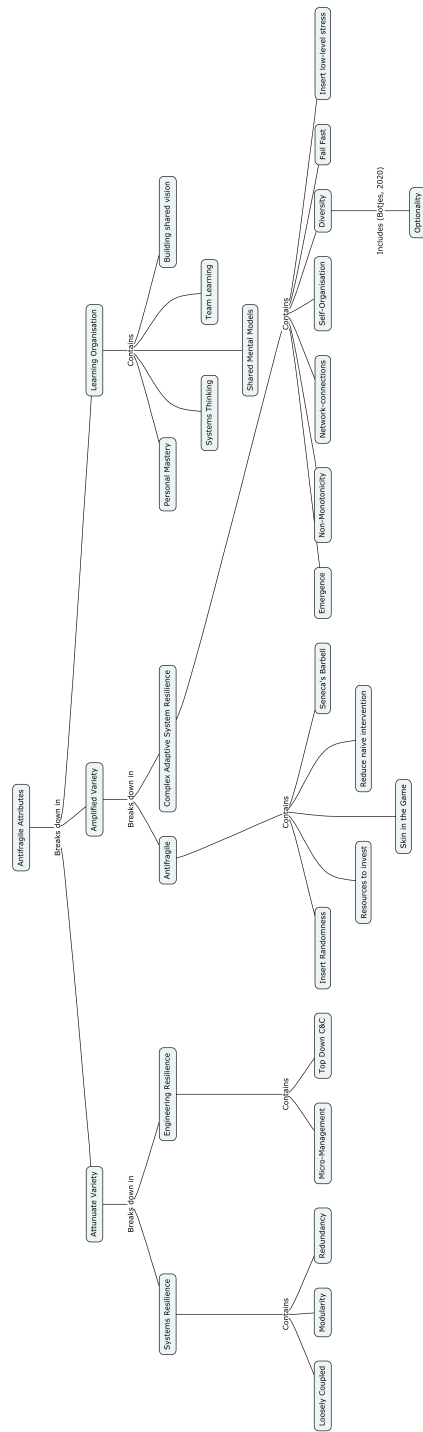 Antifragile Attributes
Breaks down in
Attunuate Variety
Amplified Variety
Learning Organisation
Breaks down in
Breaks down in
Contains
Systems Resilience
Engineering Resilience
Antifragile
Complex Adaptive System Resilience
Personal Mastery
Building shared vision
Systems Thinking
Team Learning
Shared Mental Models
Contains
Contains
Contains
Contains
Loosely Coupled
Modularity
Redundancy
Micro-Management
Top Down C&C
Insert Randomness
Seneca's Barbell
Emergence
Non-Monotonicity
Network-connections
Self-Organisation
Diversity
Fail Fast
Insert low-level stress
Resources to invest
Reduce naive intervention
Includes (Botjes, 2020)
Skin in the Game
Optionality